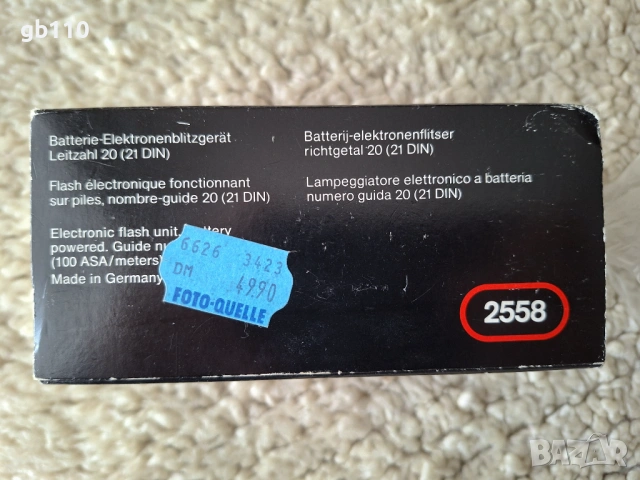 gb110
Batterie-Elektronenblitzgerät
Leitzahl 20 (21 DIN)
Flash électronique fonctionnant
sur piles, nombre-guide 20 (21 DIN)
Electronic flash unit,
powered. Guide
(100 ASA/meters)
Made in Germany
Batterij-elektronenflitser
richtgetal 20 (21 DIN)
Lampeggiatore elettronico a batteria
numero guida 20 (21 DIN)
6626 3423
DM 49.90
FOTO-QUELLE
2558
BAZAR